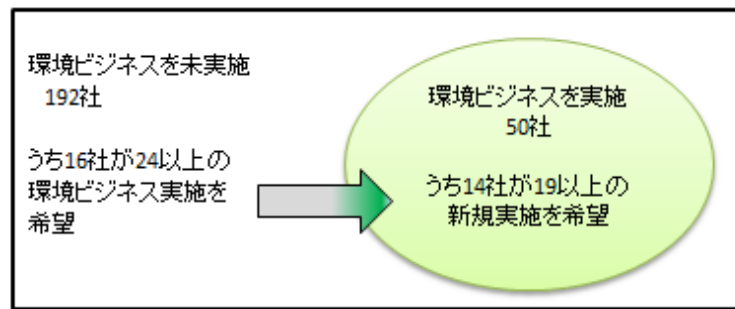 環境ビジネスを未実施
192社
うち16社が24以上の
環境ビジネス実施を
希望
環境ビジネスを実施
50社
うち14社が19以上の
新規実施を希望